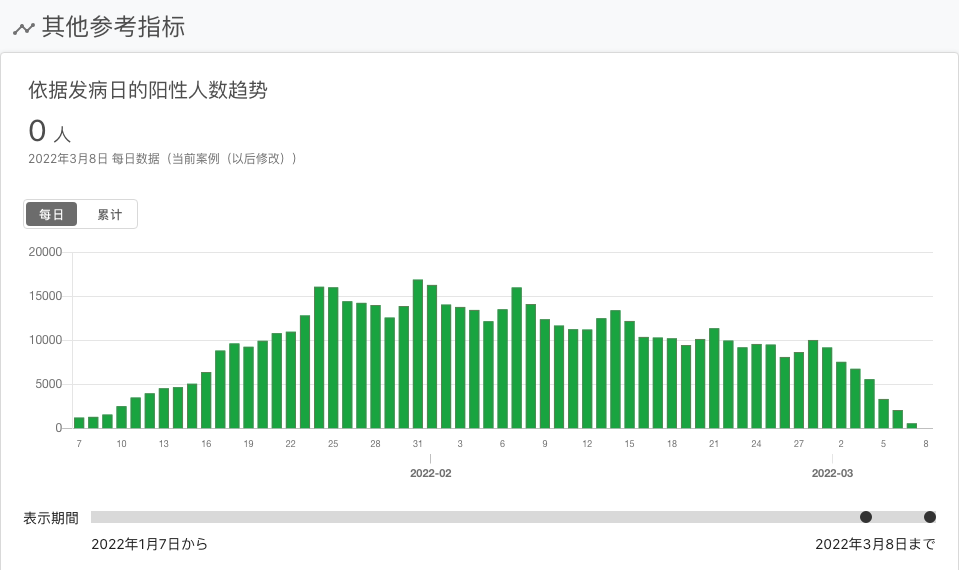 其他参考指标
依据发病日的阳性人数趋势
0 人
2022年3月8日 每日数据（当前案例（以后修改））
每日 累计
20000
15000
10000
5000
0
7 10 13 16 19 22 25 28 31 3 6 9 12 15 18 21 24 27 2 5 8
2022-02 2022-03
表示期間
2022年1月7日から 2022年3月8日まで